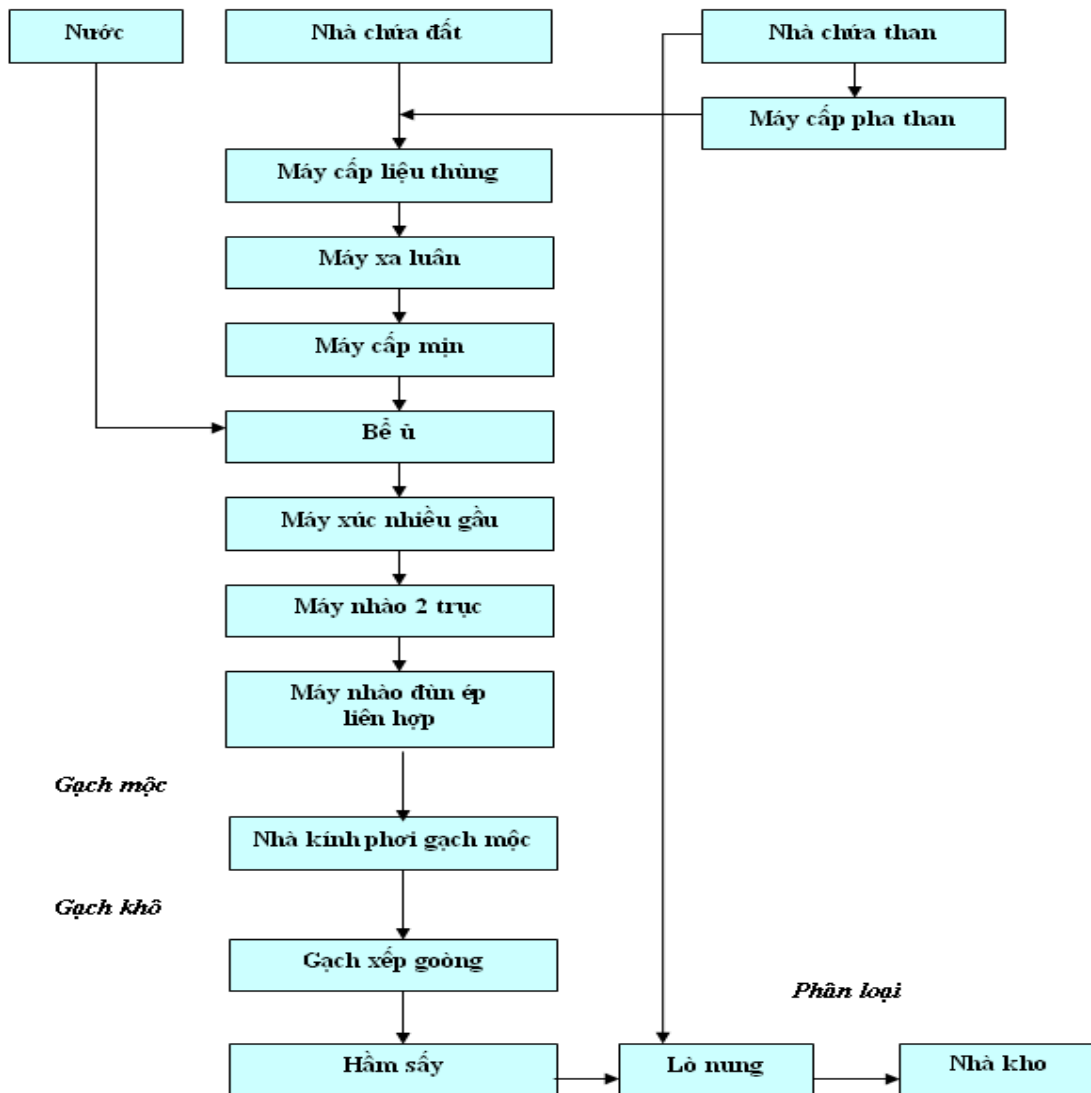 Nước
Nhà chứa đất
Nhà chứa than
Máy cấp pha than
Máy cấp liệu thùng
Máy xa luân
Máy cấp mịn
Bể ủ
Máy xúc nhiều gầu
Máy nhào 2 trục
Máy nhào đùn ép
liên hợp
Gạch mộc
Nhà kính phơi gạch mộc
Gạch khô
Gạch xếp goòng
Phân loại
Hầm sấy
Lò nung
Nhà kho